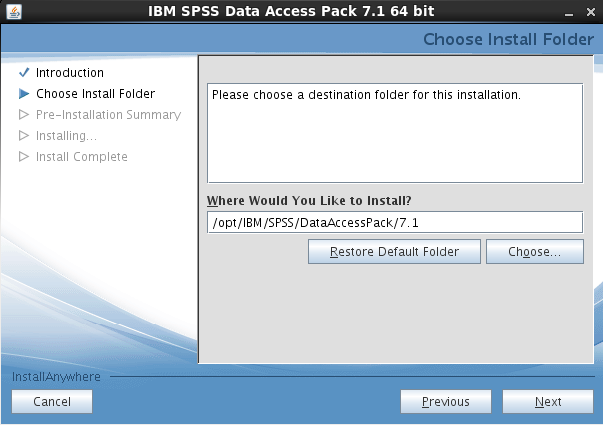 IBM SPSS Data Access Pack 7.1 64 bit
Choose Install Folder
Introduction
Choose Install Folder
Pre-Installation Summary
Installing...
Install Complete
Please choose a destination folder for this installation.
Where Would You Like to Install?
/opt/IBM/SPSS/DataAccessPack/7.1
Restore Default Folder
Choose...
InstallAnywhere
Cancel
Previous
Next